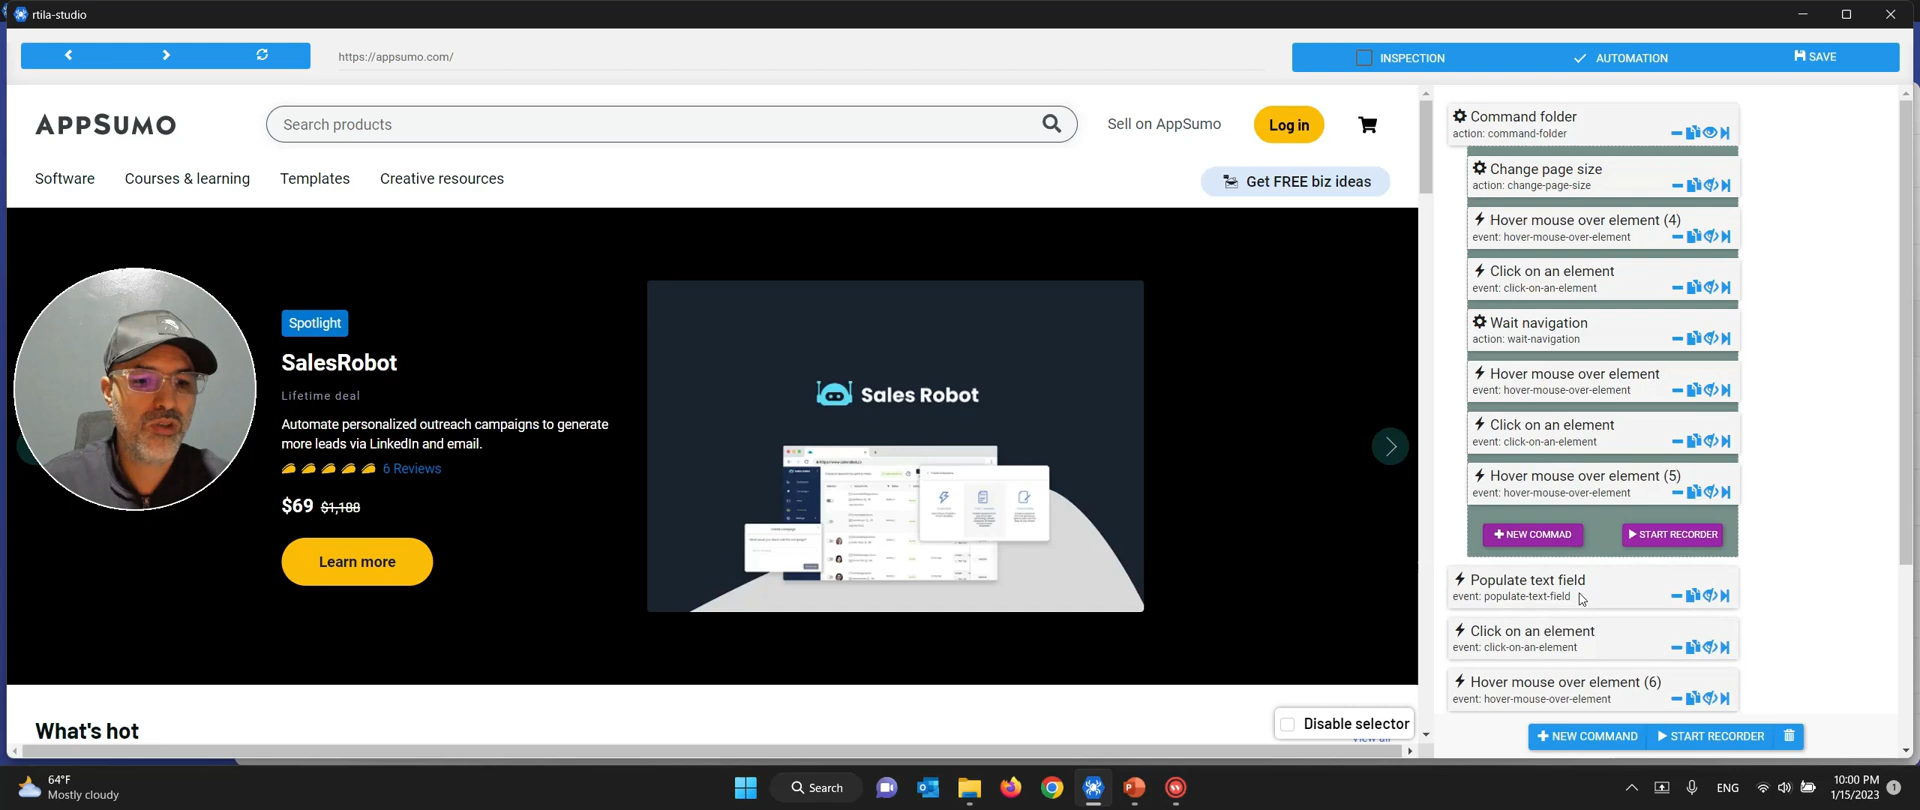 rtila-studio
https://appsumo.com/
INSPECTION
AUTOMATION
SAVE
APPSUMO
Search products
Sell on AppSumo
Log in
Software
Courses & learning
Templates
Creative resources
Get FREE biz ideas
Spotlight
SalesRobot
Lifetime deal
Automate personalized outreach campaigns to generate
more leads via LinkedIn and email.
6 Reviews
$69 $1,188
Learn more
Sales Robot
What's hot
Disable selector
View all
Command folder
action: command-folder
Change page size
action: change-page-size
Hover mouse over element (4)
event: hover-mouse-over-element
Click on an element
event: click-on-an-element
Wait navigation
action: wait-navigation
Hover mouse over element
event: hover-mouse-over-element
Click on an element
event: click-on-an-element
Hover mouse over element (5)
event: hover-mouse-over-element
NEW COMMAD
START RECORDER
Populate text field
event: populate-text-field
Click on an element
event: click-on-an-element
Hover mouse over element (6)
event: hover-mouse-over-element
NEW COMMAND
START RECORDER
64°F
Mostly cloudy
Search
ENG
10:00 PM
1/15/2023
1